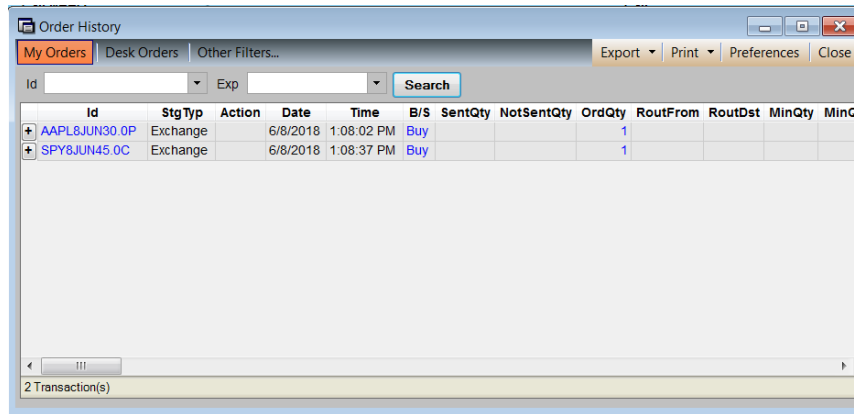 Order History
My Orders Desk Orders Other Filters... Export Print Preferences Close
Id Exp Search
Id StgTyp Action Date Time B/S SentQty NotSentQty OrdQty RoutFrom RoutDst MinQty MinQ
+ AAPL8JUN30.0P Exchange 6/8/2018 1:08:02 PM Buy 1
+ SPY8JUN45.0C Exchange 6/8/2018 1:08:37 PM Buy 1
2 Transaction(s)